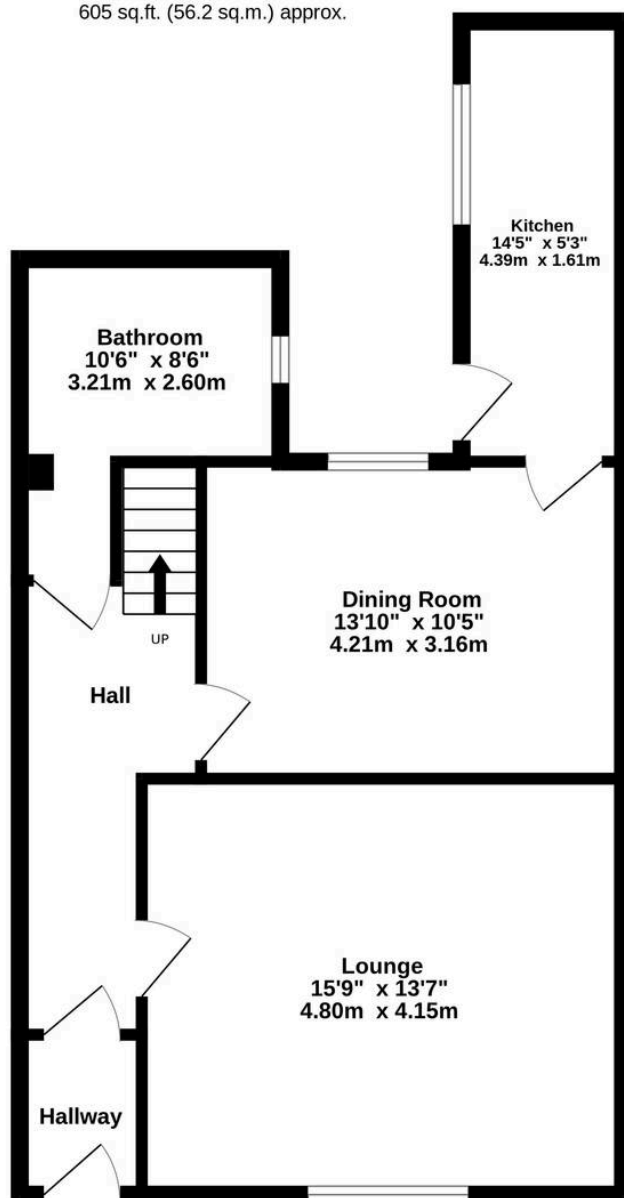 605 sq.ft. (56.2 sq.m.) approx.
Kitchen
14'5" x 5'3"
4.39m x 1.61m
Bathroom
10'6" x 8'6"
3.21m x 2.60m
UP
Dining Room
13'10" x 10'5"
4.21m x 3.16m
Hall
Lounge
15'9" x 13'7"
4.80m x 4.15m
Hallway